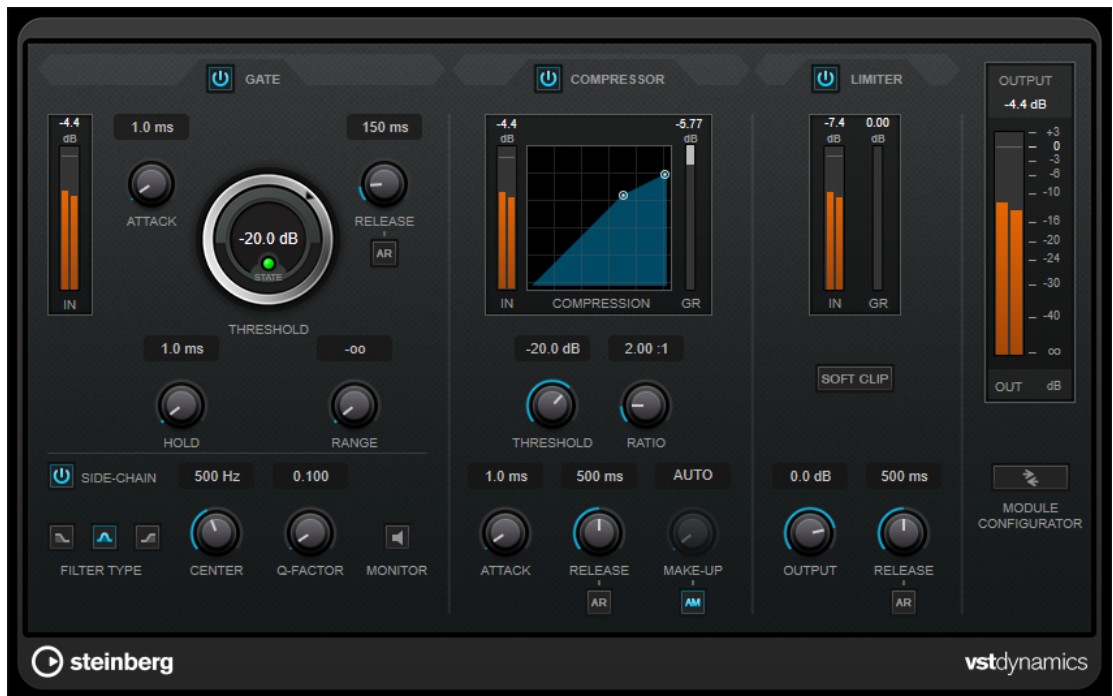 GATE
-4.4
dB
1.0 ms
150 ms
ATTACK
RELEASE
AR
-20.0 dB
STATE
IN
THRESHOLD
1.0 ms
-oo
HOLD
RANGE
SIDE-CHAIN
500 Hz
0.100
FILTER TYPE
CENTER
Q-FACTOR
MONITOR
COMPRESSOR
-4.4
-5.77
dB
dB
IN
COMPRESSION
GR
-20.0 dB
2.00 :1
THRESHOLD
RATIO
1.0 ms
500 ms
AUTO
ATTACK
RELEASE
MAKE-UP
AR
AM
LIMITER
-7.4
0.00
dB
dB
IN
GR
SOFT CLIP
0.0 dB
500 ms
OUTPUT
RELEASE
AR
OUTPUT
-4.4 dB
+3
0
-3
-6
-10
-16
-20
-24
-30
-40
∞
OUT
dB
MODULE
CONFIGURATOR
steinberg
vstdynamics